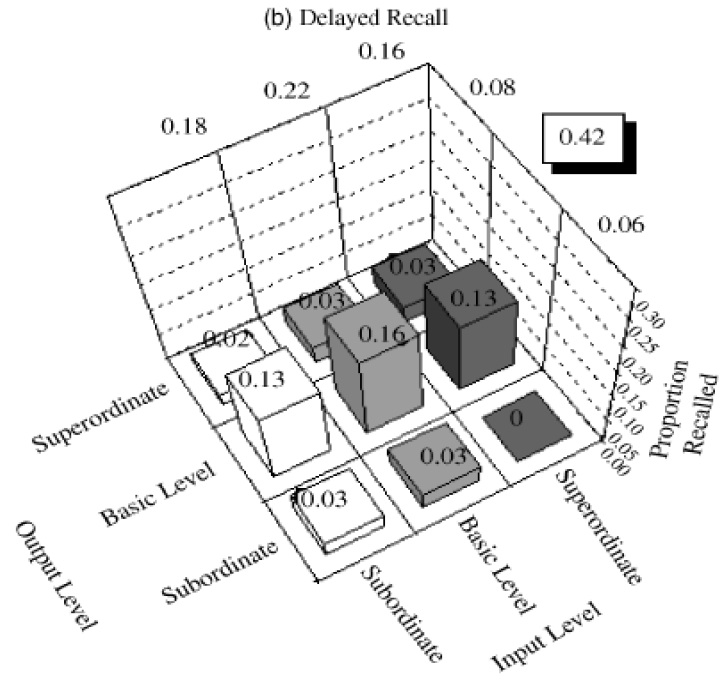 (b) Delayed Recall
0.16
0.22
0.08
0.18
0.42
0.06
0.03
0.13
0.03
0.16
0.02
0.13
0
0.03
0.03
0.30
0.25
0.20
0.15
0.10
0.05
0.00
Proportion
Recalled
Superordinate
Basic Level
Subordinate
Output Level
Superordinate
Basic Level
Subordinate
Input Level